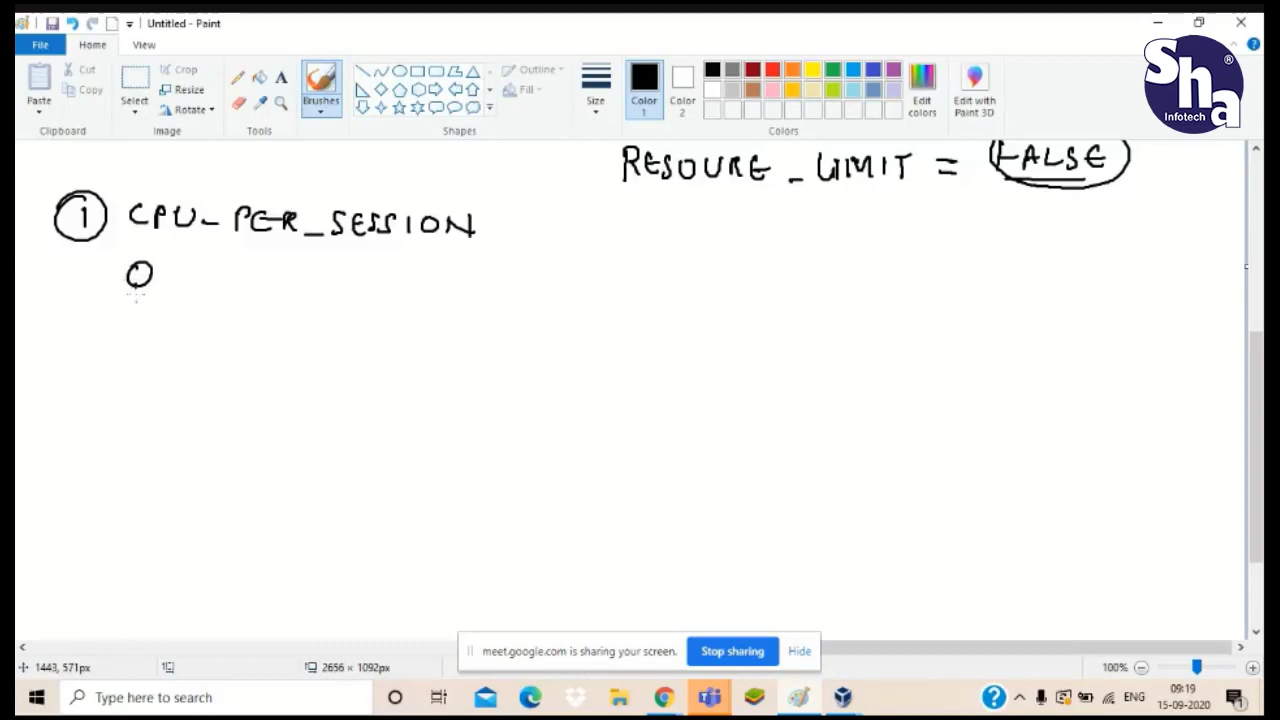 Untitled - Paint
File Home View
Paste Cut Copy Select Crop Resize Rotate A Brushes Outline Fill Size Color 1 Color 2 Edit colors Edit with Paint 3D
Clipboard Image Tools Shapes Colors
Sha ® Infotech
RESOURE_LIMIT = FALSE
1 CPU_PER_SESSION
O
meet.google.com is sharing your screen. Stop sharing Hide
1443, 571px 2656 × 1092px 100%
Type here to search ENG 09:19 15-09-2020